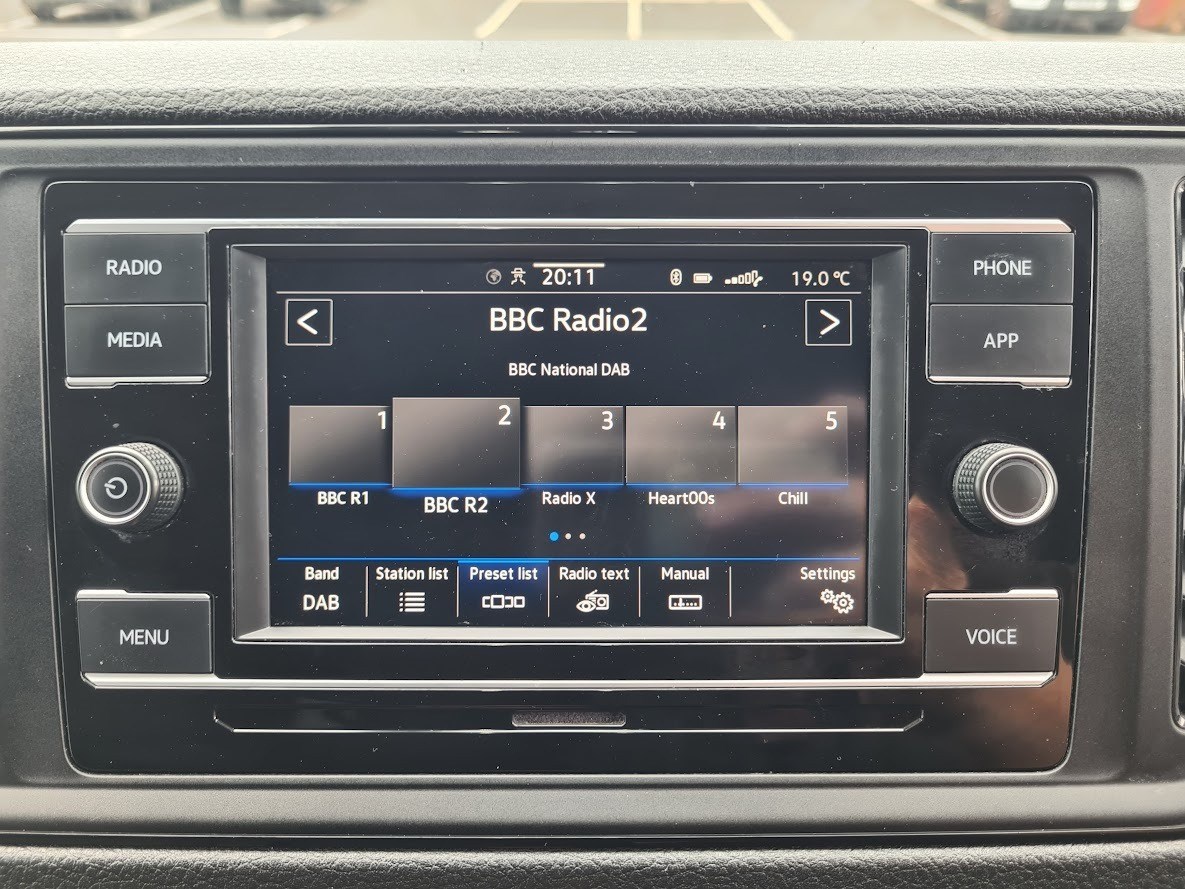 RADIO
MEDIA
MENU
20:11
19.0 °C
<
BBC Radio2
>
BBC National DAB
1
2
3
4
5
BBC R1
BBC R2
Radio X
Heart00s
Chill
Band
Station list
Preset list
Radio text
Manual
Settings
DAB
PHONE
APP
VOICE